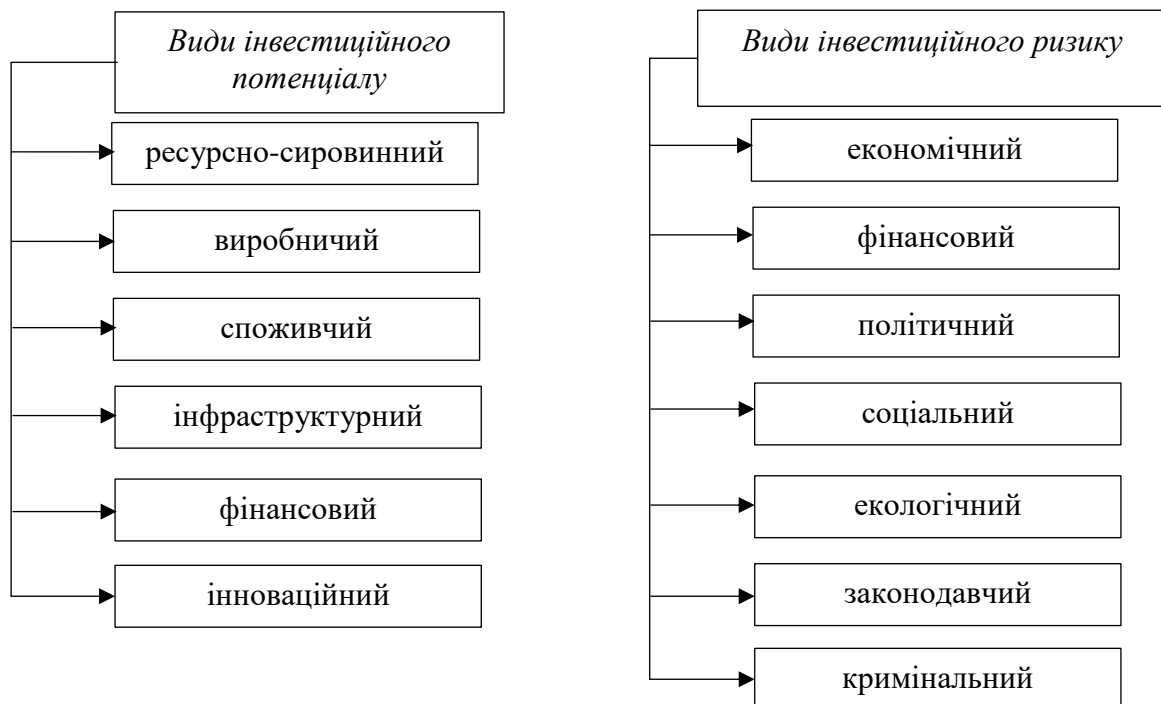 Види інвестиційного
потенціалу
ресурсно-сировинний
виробничий
споживчий
інфраструктурний
фінансовий
інноваційний
Види інвестиційного ризику
економічний
фінансовий
політичний
соціальний
екологічний
законодавчий
кримінальний